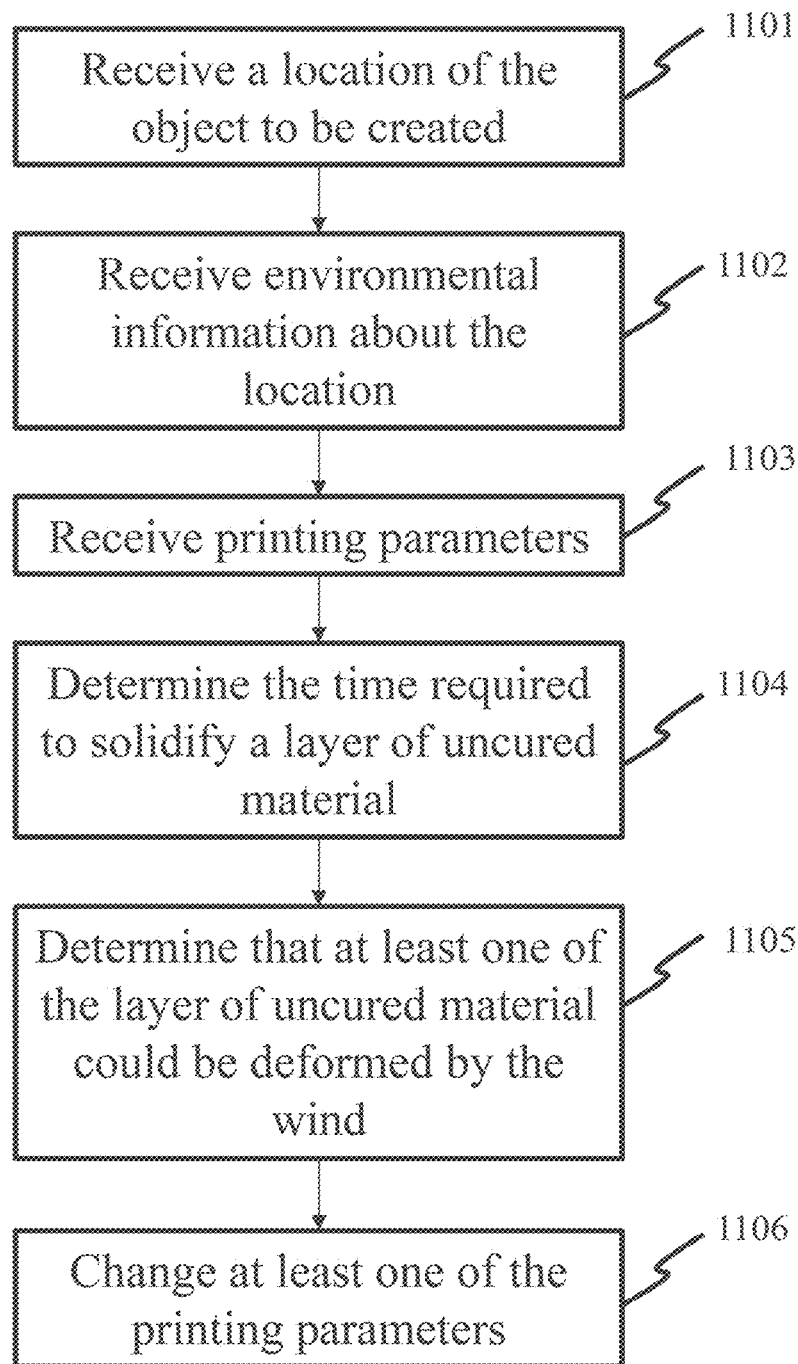 1101
Receive a location of the
object to be created
1102
Receive environmental
information about the
location
1103
Receive printing parameters
1104
Determine the time required
to solidify a layer of uncured
material
1105
Determine that at least one of
the layer of uncured material
could be deformed by the
wind
1106
Change at least one of the
printing parameters